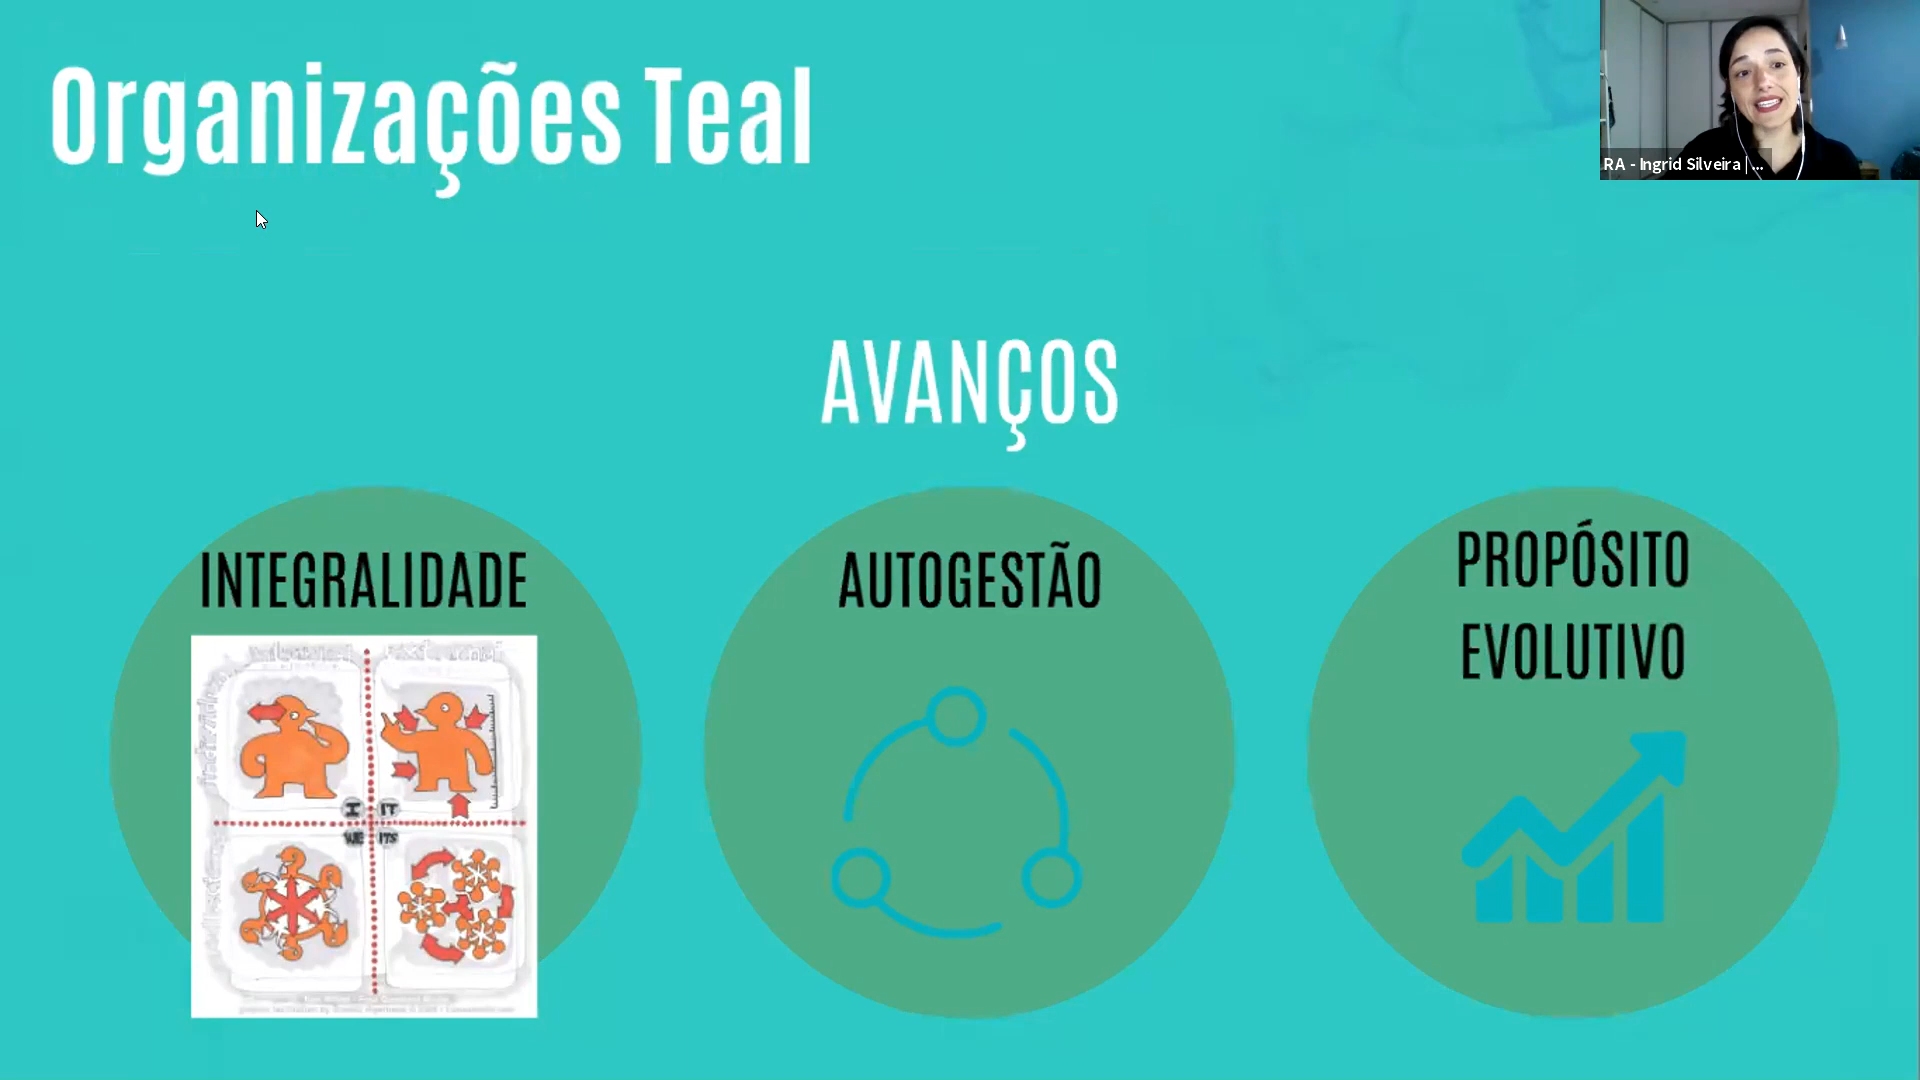 Organizações Teal
RA - Ingrid Silveira | ...
AVANÇOS
INTEGRALIDADE
AUTOGESTÃO
PROPÓSITO
EVOLUTIVO
I
IT
WE
ITS